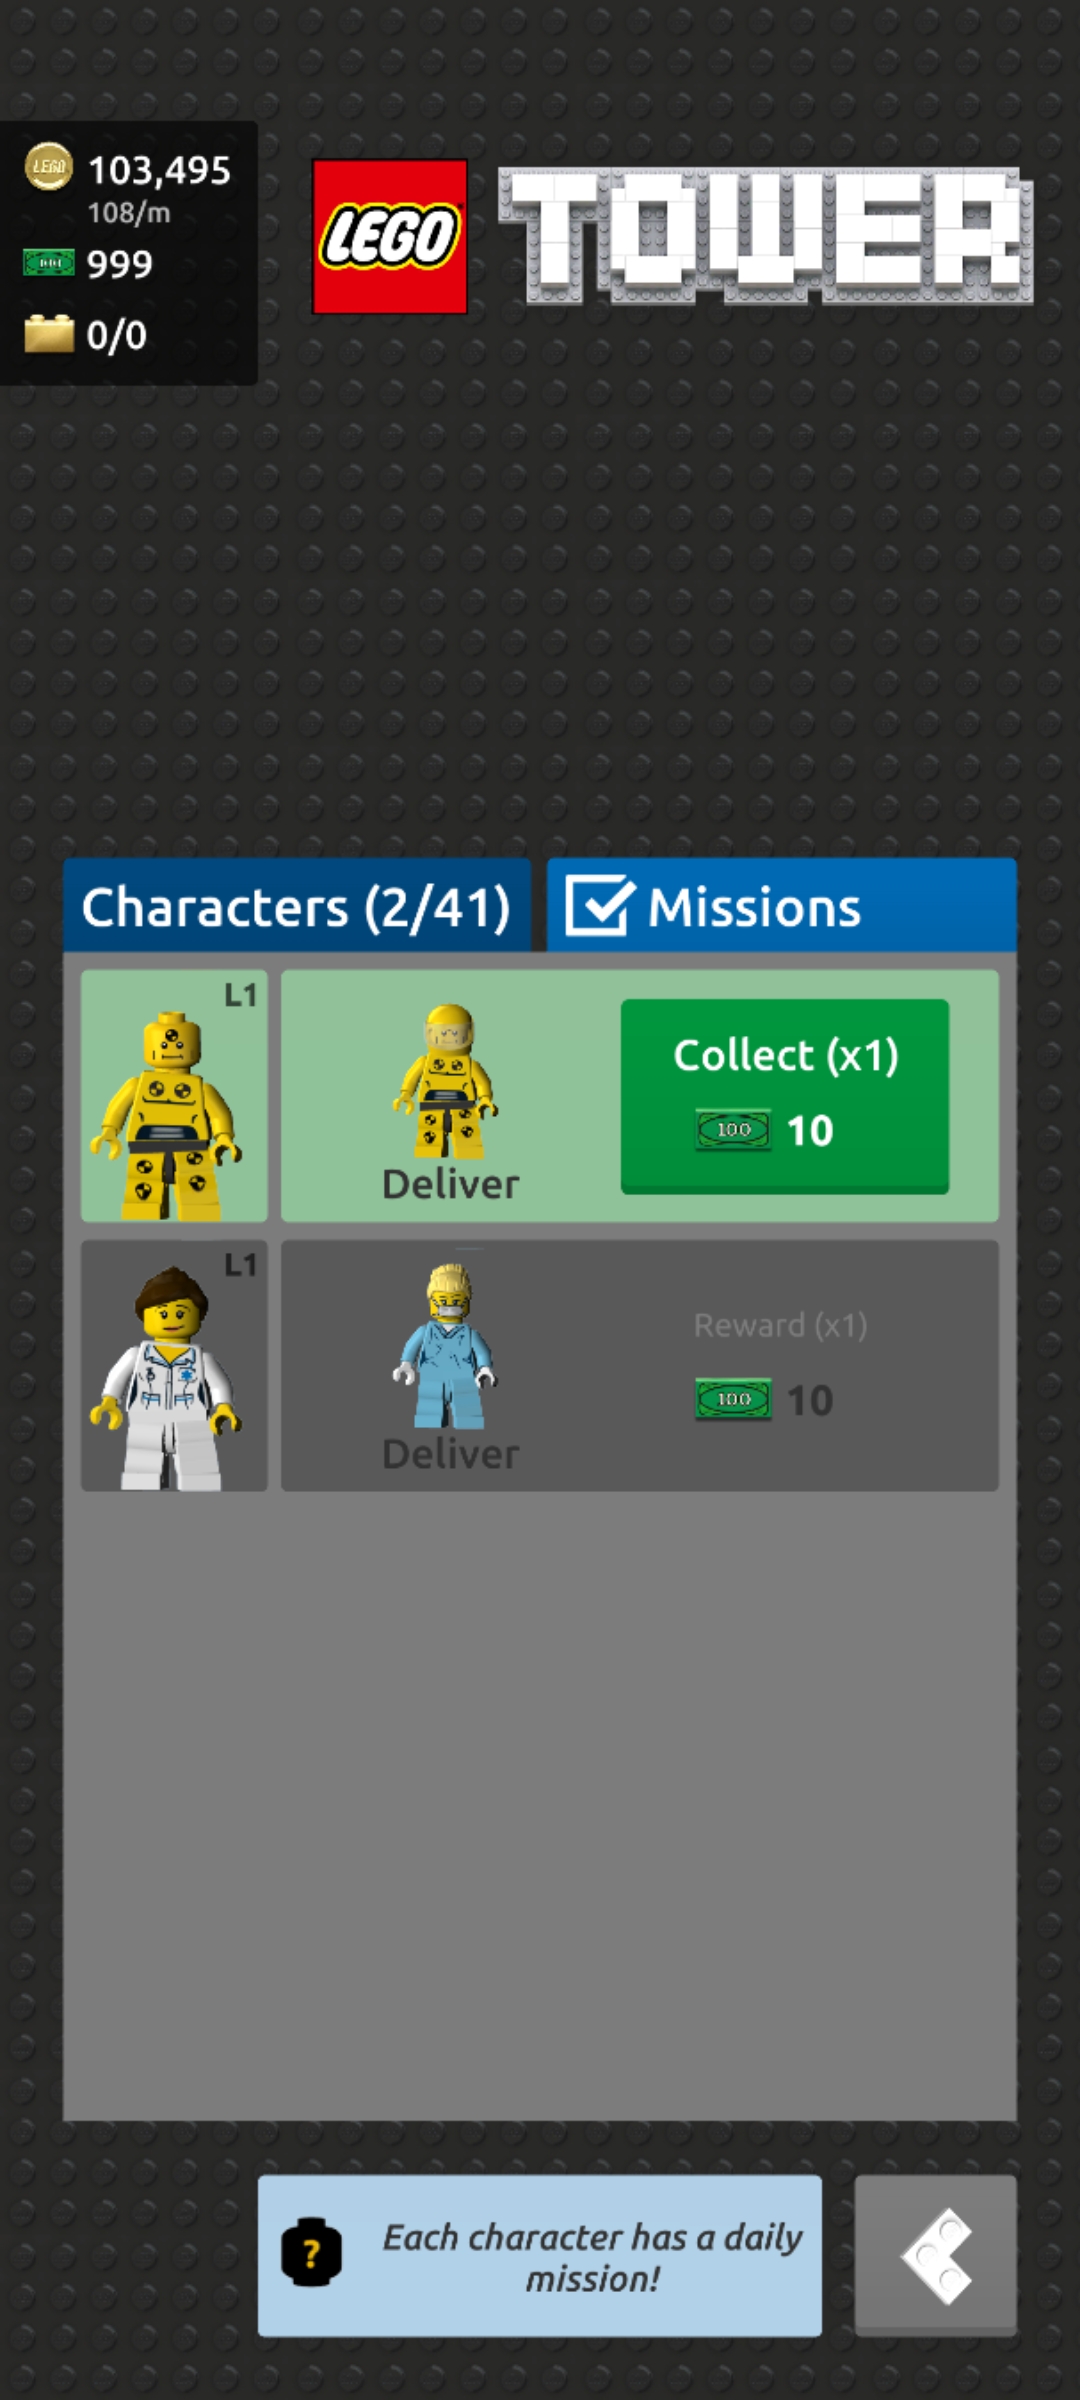 LEGO
103,495
108/m
999
0/0
LEGO TOWER
Characters (2/41)
Missions
L1
Deliver
Collect (x1)
100
10
L1
Deliver
Reward (x1)
100
10
?
Each character has a daily
mission!